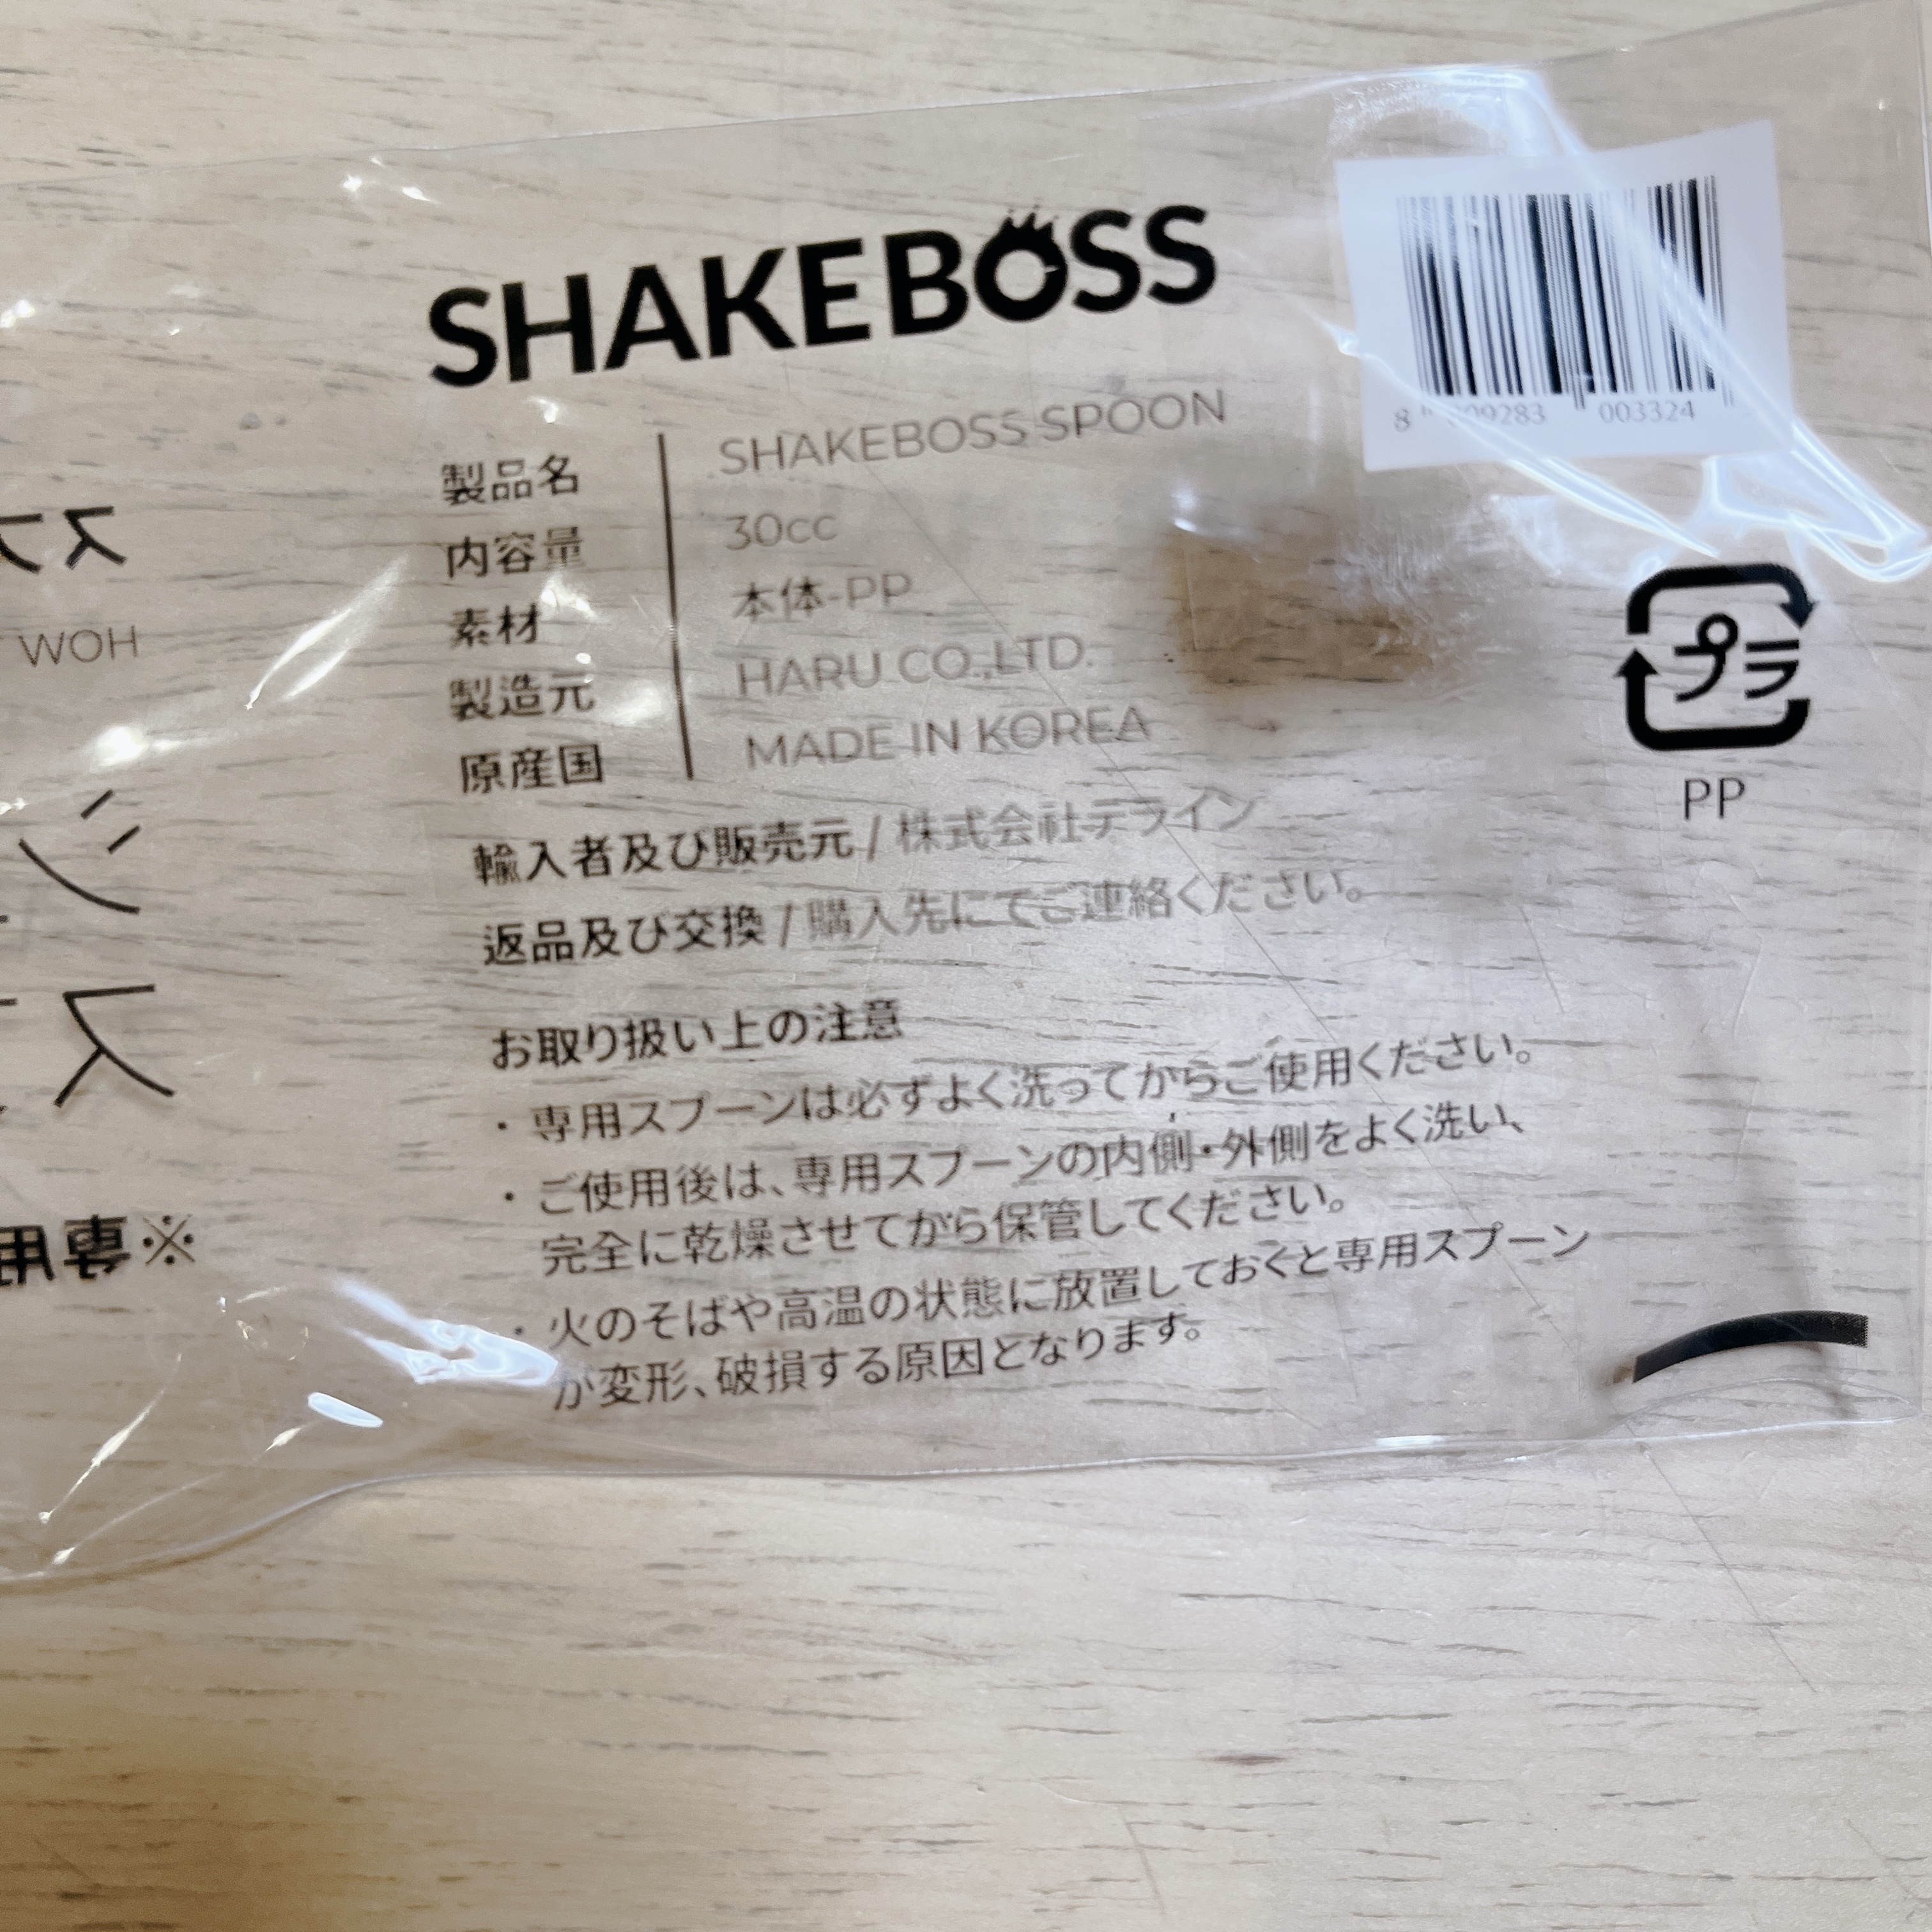 SHAKEBOSS
製品名 SHAKEBOSS SPOON
内容量 30cc
素材 本体-PP
製造元 HARU CO.,LTD.
原産国 MADE IN KOREA
輸入者及び販売元 / 株式会社テライン
返品及び交換 / 購入先にてご連絡ください。
お取り扱い上の注意
・専用スプーンは必ずよく洗ってからご使用ください。
・ご使用後は、専用スプーンの内側・外側をよく洗い、
完全に乾燥させてから保管してください。
・火のそばや高温の状態に放置しておくと専用スプーン
が変形、破損する原因となります。
8 003324
プラ
PP
HOW
※専用